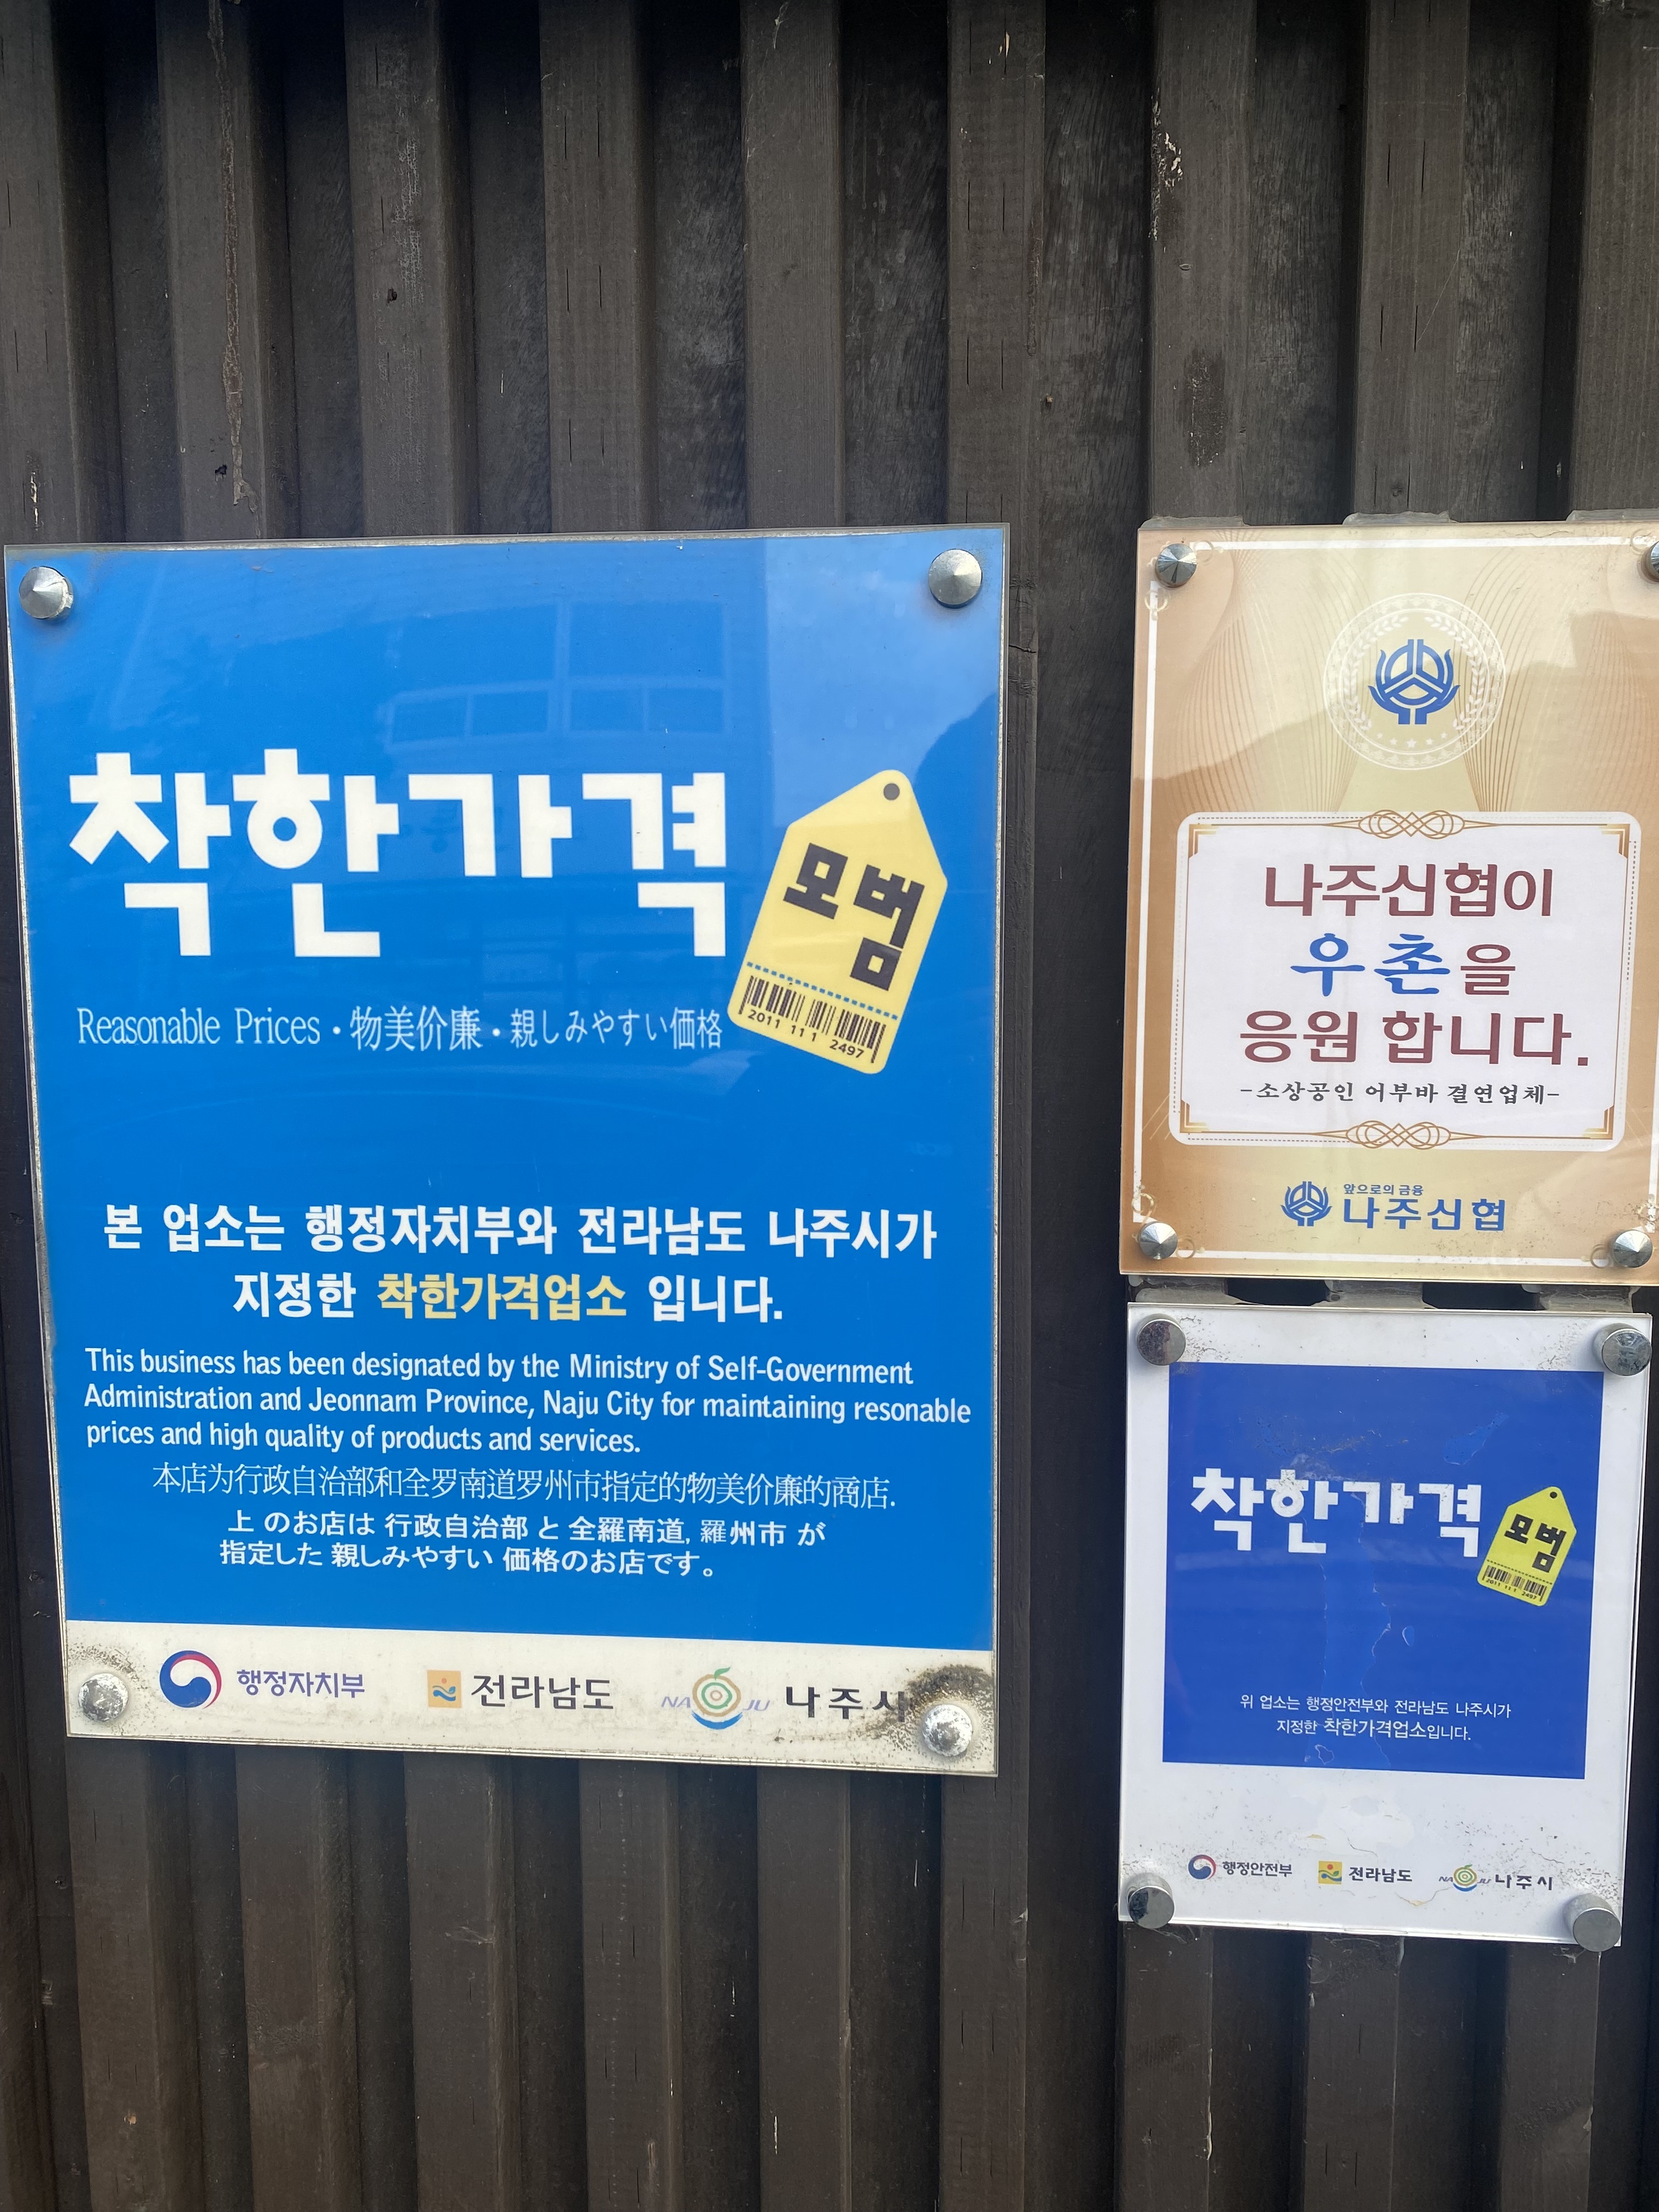 착한가격
모범
2011 11 1 2497
Reasonable Prices · 物美价廉 · 親しみやすい価格
본 업소는 행정자치부와 전라남도 나주시가
지정한 착한가격업소 입니다.
This business has been designated by the Ministry of Self-Government
Administration and Jeonnam Province, Naju City for maintaining resonable
prices and high quality of products and services.
本店为行政自治部和全罗南道罗州市指定的物美价廉的商店.
上 のお店は 行政自治部 と 全羅南道, 羅州市 が
指定した 親しみやすい 価格のお店です。
행정자치부 전라남도 NAJU 나주시
나주신협이
우촌을
응원 합니다.
-소상공인 어부바 결연업체-
앞으로의 금융
나주신협
착한가격
모범
2011 11 1 2497
위 업소는 행정안전부와 전라남도 나주시가
지정한 착한가격업소입니다.
행정안전부 전라남도 NAJU 나주시